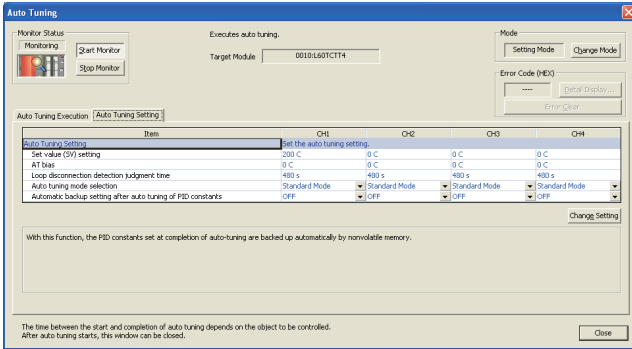 Auto Tuning
Monitor Status
Monitoring
Start Monitor
Stop Monitor
Executes auto tuning.
Target Module
0010:L60TCTT4
Mode
Setting Mode
Change Mode
Error Code (HEX)
----
Detail Display...
Error Clear
Auto Tuning Execution
Auto Tuning Setting
Item CH1 CH2 CH3 CH4
Auto Tuning Setting Set the auto tuning setting.
Set value (SV) setting 200 C 0 C 0 C 0 C
AT bias 0 C 0 C 0 C 0 C
Loop disconnection detection judgment time 480 s 480 s 480 s 480 s
Auto tuning mode selection Standard Mode Standard Mode Standard Mode Standard Mode
Automatic backup setting after auto tuning of PID constants OFF OFF OFF OFF
Change Setting
With this function, the PID constants set at completion of auto-tuning are backed up automatically by nonvolatile memory.
The time between the start and completion of auto tuning depends on the object to be controlled.
After auto tuning starts, this window can be closed.
Close